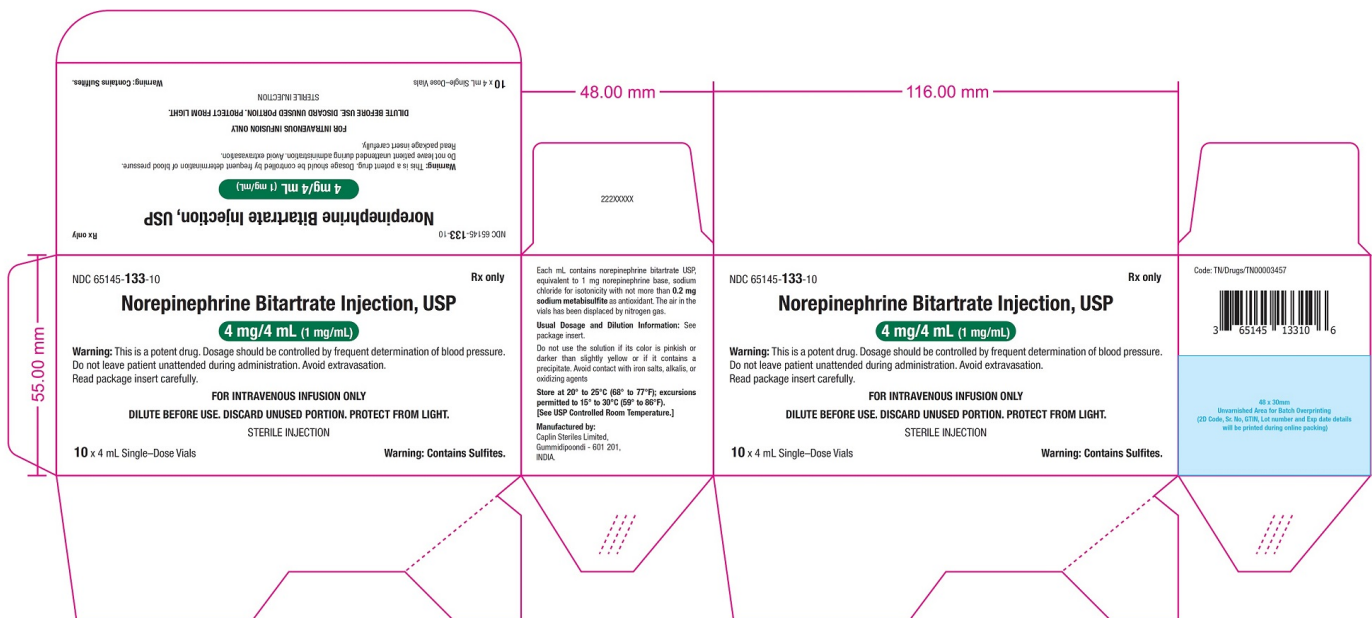 10 x 4 mL Single-Dose Vials Warning: Contains Sulfites.
STERILE INJECTION
DILUTE BEFORE USE. DISCARD UNUSED PORTION. PROTECT FROM LIGHT.
FOR INTRAVENOUS INFUSION ONLY
Warning: This is a potent drug. Dosage should be controlled by frequent determination of blood pressure.
Do not leave patient unattended during administration. Avoid extravasation.
Read package insert carefully.
4 mg/4 mL (1 mg/mL)
Norepinephrine Bitartrate Injection, USP
NDC 65145-133-10 Rx only
48.00 mm
116.00 mm
222XXXXX
55.00 mm
NDC 65145-133-10 Rx only
Norepinephrine Bitartrate Injection, USP
4 mg/4 mL (1 mg/mL)
Warning: This is a potent drug. Dosage should be controlled by frequent determination of blood pressure.
Do not leave patient unattended during administration. Avoid extravasation.
Read package insert carefully.
FOR INTRAVENOUS INFUSION ONLY
DILUTE BEFORE USE. DISCARD UNUSED PORTION. PROTECT FROM LIGHT.
STERILE INJECTION
10 x 4 mL Single-Dose Vials Warning: Contains Sulfites.
Each mL contains norepinephrine bitartrate USP,
equivalent to 1 mg norepinephrine base, sodium
chloride for isotonicity with not more than 0.2 mg
sodium metabisulfite as antioxidant. The air in the
vials has been displaced by nitrogen gas.
Usual Dosage and Dilution Information: See
package insert.
Do not use the solution if its color is pinkish or
darker than slightly yellow or if it contains a
precipitate. Avoid contact with iron salts, alkalis, or
oxidizing agents
Store at 20° to 25°C (68° to 77°F); excursions
permitted to 15° to 30°C (59° to 86°F).
[See USP Controlled Room Temperature.]
Manufactured by:
Caplin Steriles Limited,
Gummidipoondi - 601 201,
INDIA.
NDC 65145-133-10 Rx only
Norepinephrine Bitartrate Injection, USP
4 mg/4 mL (1 mg/mL)
Warning: This is a potent drug. Dosage should be controlled by frequent determination of blood pressure.
Do not leave patient unattended during administration. Avoid extravasation.
Read package insert carefully.
FOR INTRAVENOUS INFUSION ONLY
DILUTE BEFORE USE. DISCARD UNUSED PORTION. PROTECT FROM LIGHT.
STERILE INJECTION
10 x 4 mL Single-Dose Vials Warning: Contains Sulfites.
Code: TN/Drugs/TN00003457
3 65145 13310 6
48 x 30mm
Unvarnished Area for Batch Overprinting
(2D Code, Sr. No, GTIN, Lot number and Exp date details
will be printed during online packing)